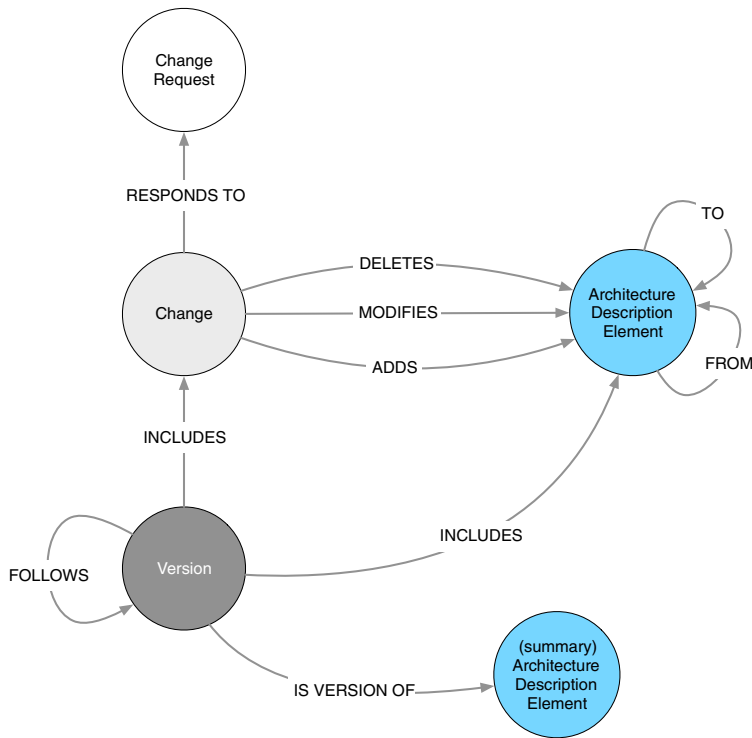 Change
Request
RESPONDS TO
TO
DELETES
Change
MODIFIES
Architecture
Description
Element
ADDS
FROM
INCLUDES
INCLUDES
Version
FOLLOWS
(summary)
Architecture
Description
Element
IS VERSION OF